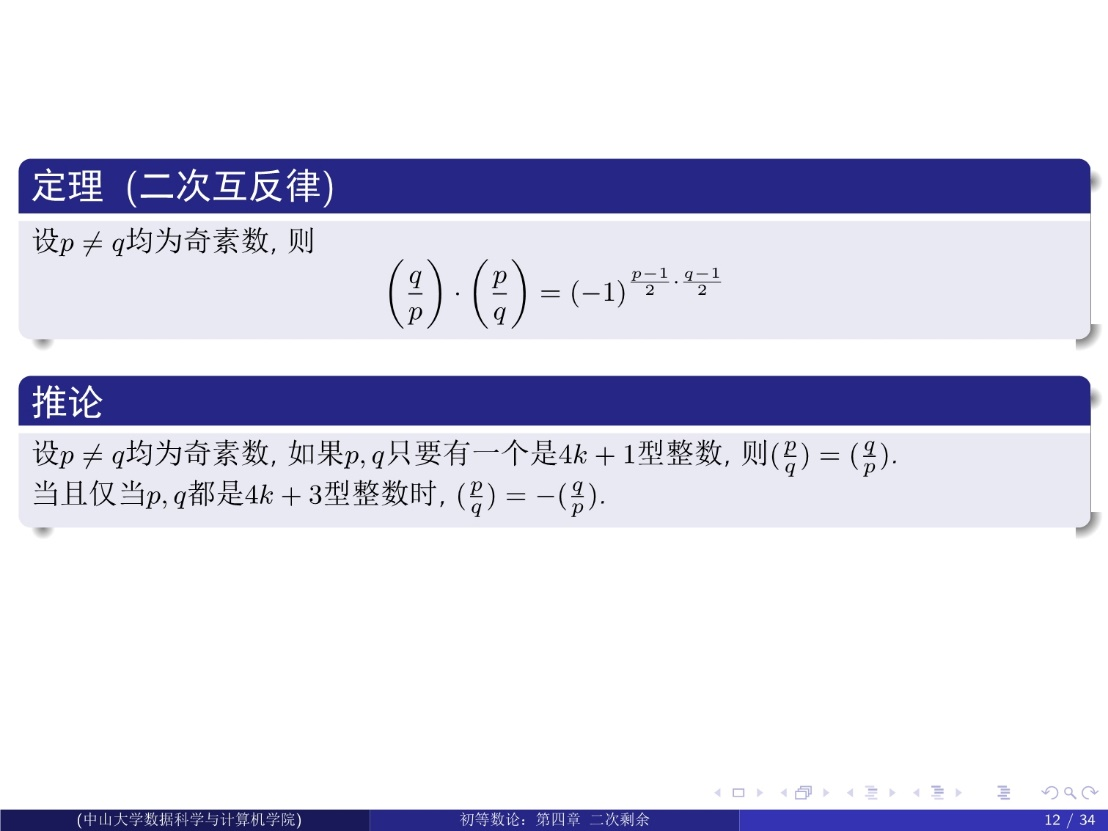 定理 (二次互反律)
设p ≠ q均为奇素数, 则
(q/p) · (p/q) = (−1)^{(p−1)/2 · (q−1)/2}
推论
设p ≠ q均为奇素数, 如果p, q只要有一个是4k + 1型整数, 则(p/q) = (q/p).
当且仅当p, q都是4k + 3型整数时, (p/q) = −(q/p).
(中山大学数据科学与计算机学院) 初等数论: 第四章 二次剩余 12 / 34